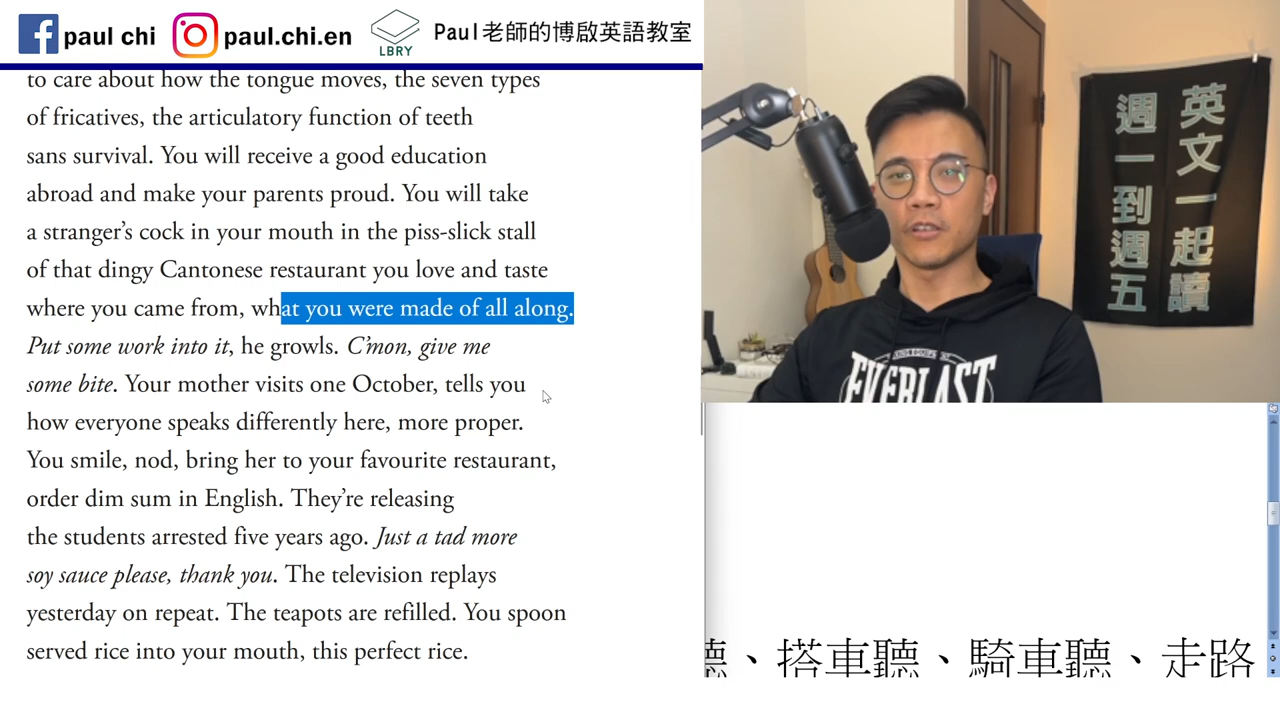 paul chi
paul.chi.en
LBRY
Paul老師的博啟英語教室
to care about how the tongue moves, the seven types
of fricatives, the articulatory function of teeth
sans survival. You will receive a good education
abroad and make your parents proud. You will take
a stranger’s cock in your mouth in the piss-slick stall
of that dingy Cantonese restaurant you love and taste
where you came from, what you were made of all along.
Put some work into it, he growls. C’mon, give me
some bite. Your mother visits one October, tells you
how everyone speaks differently here, more proper.
You smile, nod, bring her to your favourite restaurant,
order dim sum in English. They’re releasing
the students arrested five years ago. Just a tad more
soy sauce please, thank you. The television replays
yesterday on repeat. The teapots are refilled. You spoon
served rice into your mouth, this perfect rice.
英文一起讀
週一到週五
EVERLAST
聽、搭車聽、騎車聽、走路